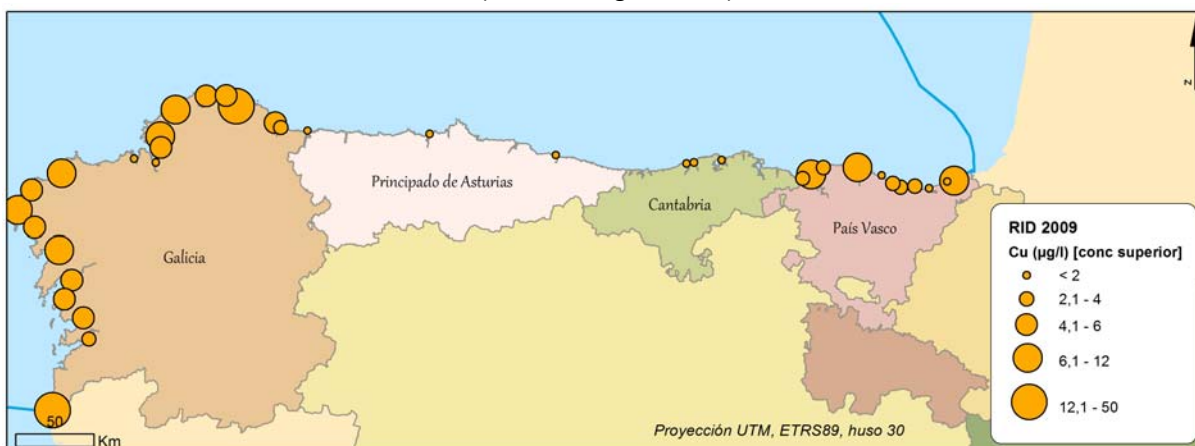 N
Principado de Asturias
Cantabria
País Vasco
Galicia
RID 2009
Cu (µg/l) [conc superior]
< 2
2,1 - 4
4,1 - 6
6,1 - 12
12,1 - 50
50
Km
Proyección UTM, ETRS89, huso 30